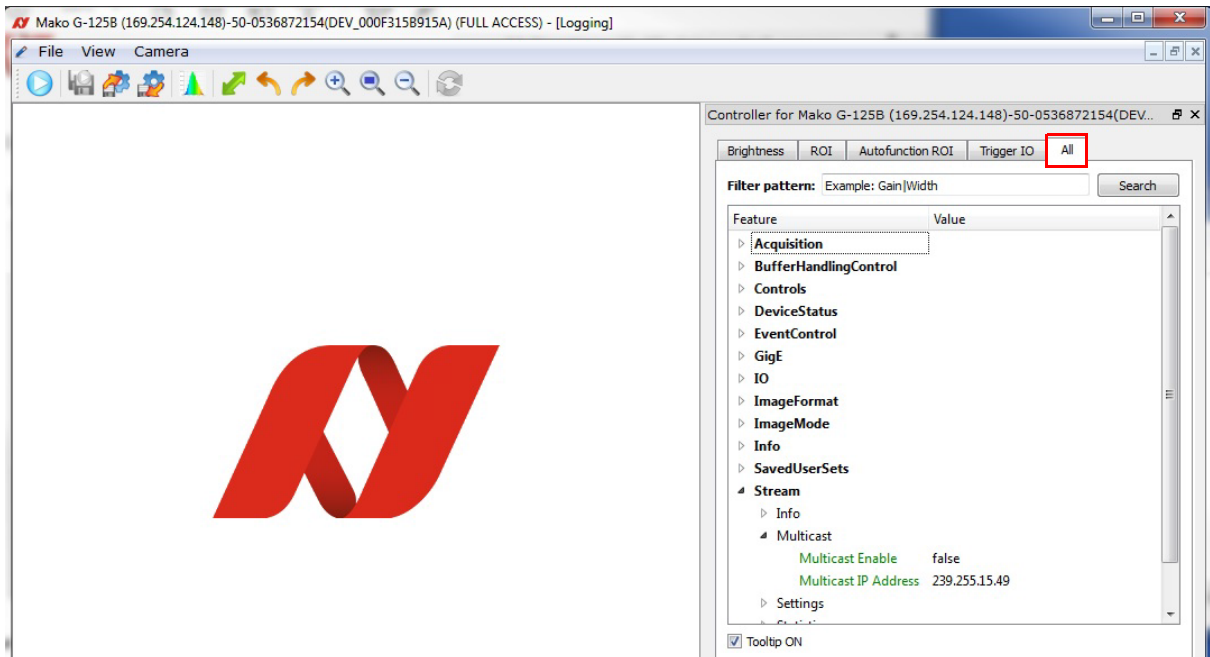 Mako G-125B (169.254.124.148)-50-0536872154(DEV_000F315B915A) (FULL ACCESS) - [Logging]
File View Camera
Controller for Mako G-125B (169.254.124.148)-50-0536872154(DEV...
Brightness ROI Autofunction ROI Trigger IO All
Filter pattern: Example: Gain|Width Search
Feature Value
Acquisition
BufferHandlingControl
Controls
DeviceStatus
EventControl
GigE
IO
ImageFormat
ImageMode
Info
SavedUserSets
Stream
Info
Multicast
Multicast Enable false
Multicast IP Address 239.255.15.49
Settings
Tooltip ON